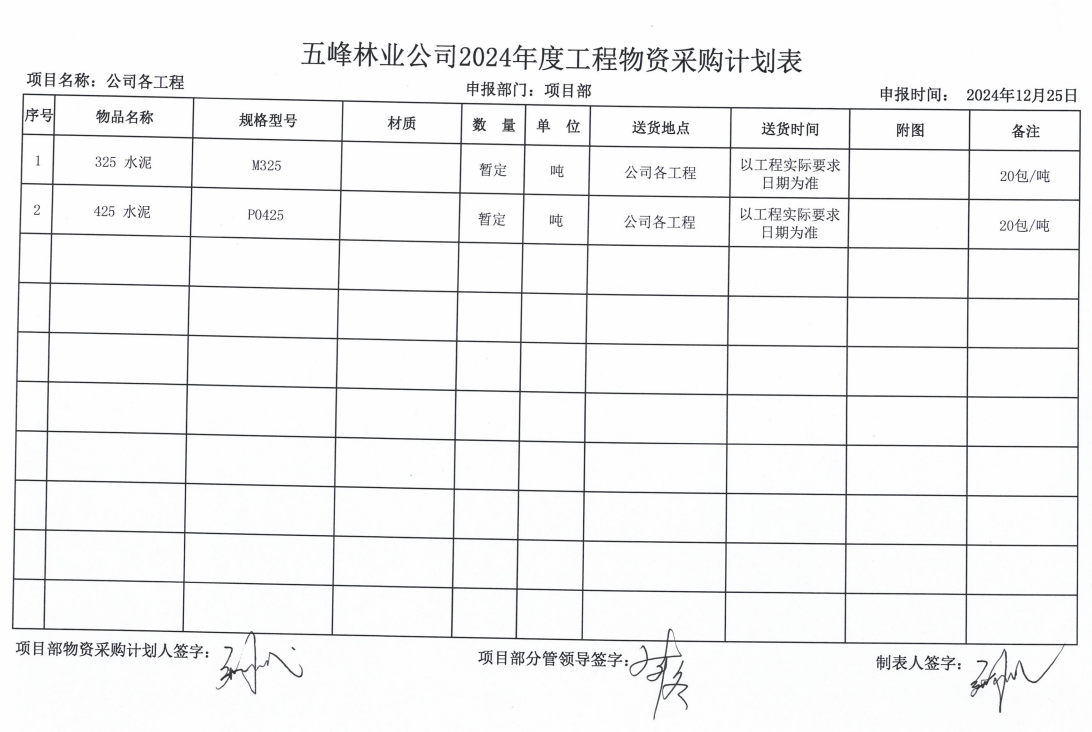 五峰林业公司2024年度工程物资采购计划表
项目名称：公司各工程 申报部门：项目部 申报时间： 2024年12月25日
序号 物品名称 规格型号 材质 数 量 单 位 送货地点 送货时间 附图 备注
1 325 水泥 M325 暂定 吨 公司各工程 以工程实际要求日期为准 20包/吨
2 425 水泥 PO425 暂定 吨 公司各工程 以工程实际要求日期为准 20包/吨
项目部物资采购计划人签字： 项目部分管领导签字： 制表人签字：